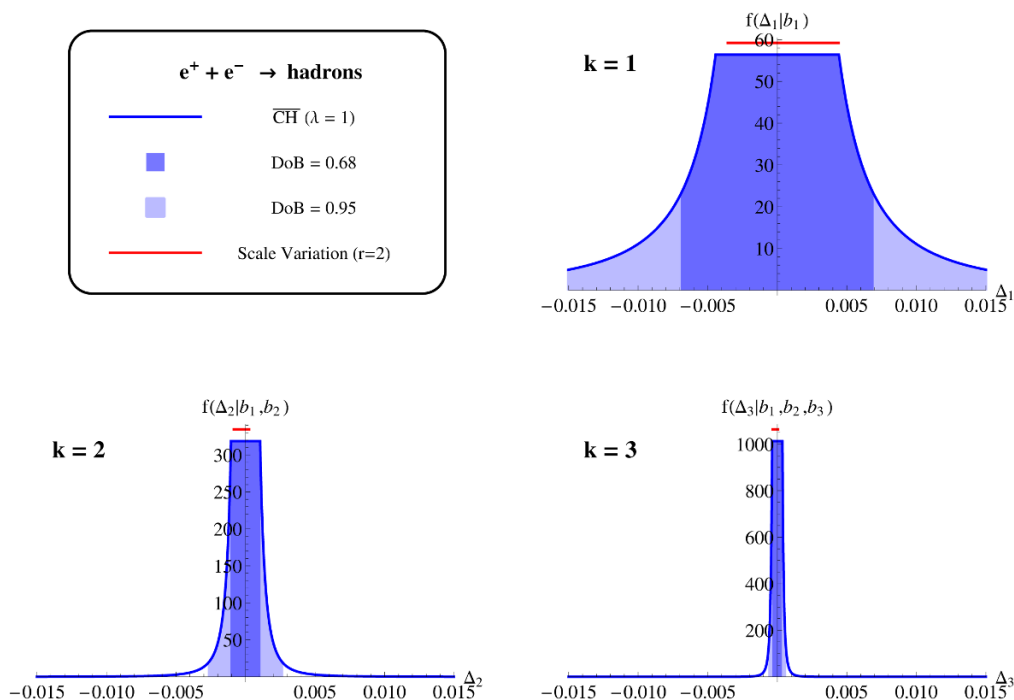 e⁺ + e⁻ → hadrons
C̅H̅ (λ = 1)
DoB = 0.68
DoB = 0.95
Scale Variation (r=2)
f(Δ₁|b₁)
k = 1
60
50
40
30
20
10
−0.015 −0.010 −0.005 0.005 0.010 0.015 Δ₁
f(Δ₂|b₁,b₂)
k = 2
300
250
200
150
100
50
−0.015 −0.010 −0.005 0.005 0.010 0.015 Δ₂
f(Δ₃|b₁,b₂,b₃)
k = 3
1000
800
600
400
200
−0.015 −0.010 −0.005 0.005 0.010 0.015 Δ₃